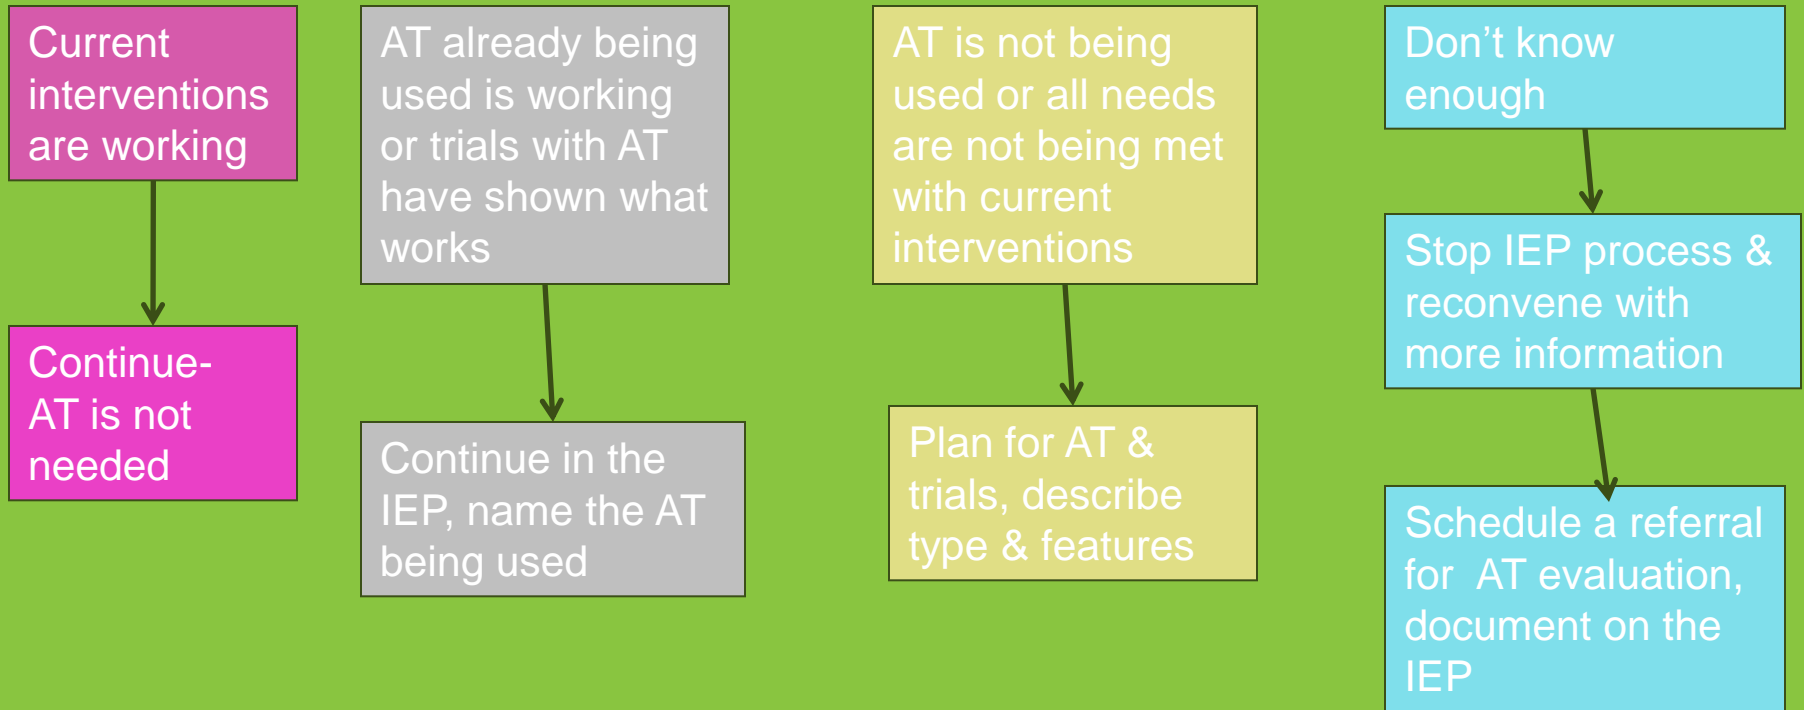 Current
interventions
are working
Continue-
AT is not
needed
AT already being
used is working
or trials with AT
have shown what
works
Continue in the
IEP, name the AT
being used
AT is not being
used or all needs
are not being met
with current
interventions
Plan for AT &
trials, describe
type & features
Don’t know
enough
Stop IEP process &
reconvene with
more information
Schedule a referral
for  AT evaluation,
document on the
IEP